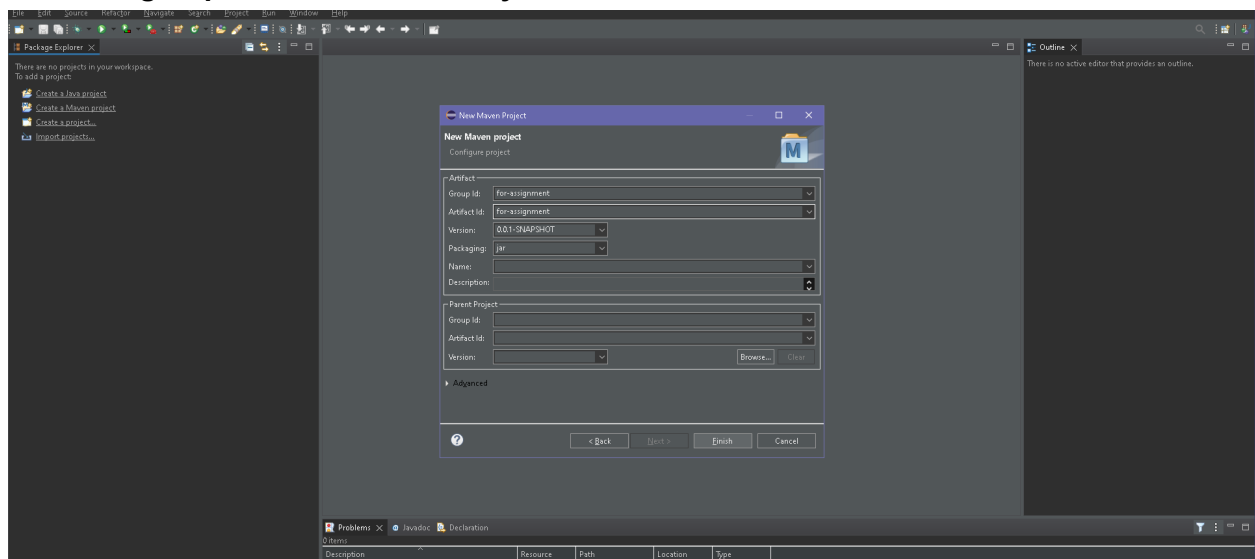 File Edit Source Refactor Navigate Search Project Run Window Help
Package Explorer
There are no projects in your workspace.
To add a project:
Create a Java project
Create a Maven project
Create a project...
Import projects...
Outline
There is no active editor that provides an outline.
New Maven Project
New Maven project
Configure project
M
Artifact
Group Id: for-assignment
Artifact Id: for-assignment
Version: 0.0.1-SNAPSHOT
Packaging: jar
Name:
Description:
Parent Project
Group Id:
Artifact Id:
Version: Browse... Clear
Advanced
< Back Next > Finish Cancel
Problems Javadoc Declaration
0 items
Description Resource Path Location Type